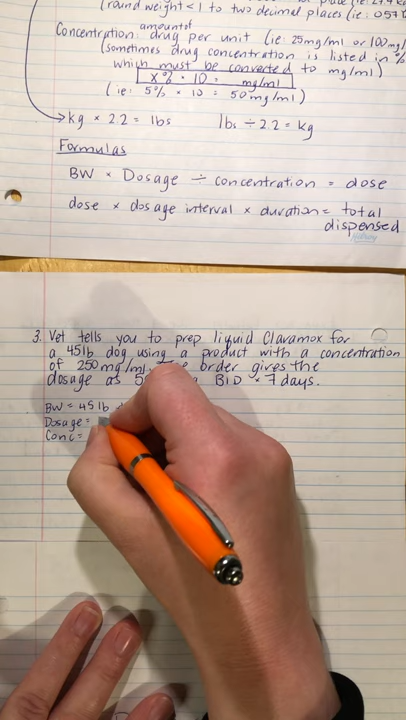 (round weight < 1 to two decimal places (ie: 0.57
amount of
Concentration: drug per unit (ie: 25mg/ml or 100mg/
(sometimes drug concentration is listed in %
which must be converted to mg/ml)
x% · 10 = mg/ml
(ie: 5% × 10 = 50mg/ml)
kg × 2.2 = lbs lbs ÷ 2.2 = kg
Formulas
BW × Dosage ÷ concentration = dose
dose × dosage interval × duration = total
dispensed
3. Vet tells you to prep liquid Clavamox for
a 45lb dog using a product with a concentration
of 250mg/ml. The order gives the
dosage as BID × 7 days.
BW = 45lb
Dosage =
Conc =